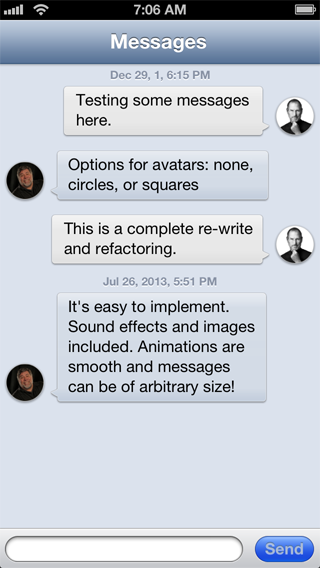 7:06 AM
Messages
Dec 29, 1, 6:15 PM
Testing some messages
here.
Options for avatars: none,
circles, or squares
This is a complete re-write
and refactoring.
Jul 26, 2013, 5:51 PM
It's easy to implement.
Sound effects and images
included. Animations are
smooth and messages
can be of arbitrary size!
Send